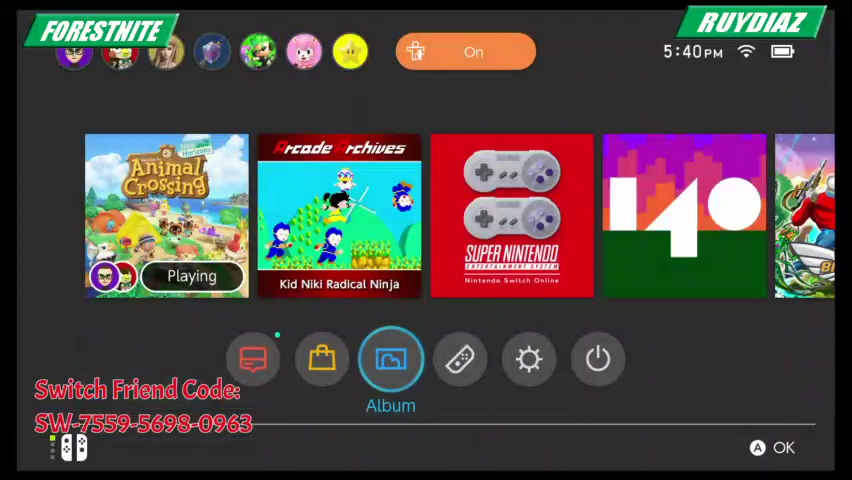 FORESTNITE
RUYDIAZ
On
5:40PM
New
Horizons
Animal
Crossing
Playing
Arcade Archives
Kid Niki Radical Ninja
SUPER NINTENDO
ENTERTAINMENT SYSTEM
Nintendo Switch Online
140
Album
Switch Friend Code:
SW-7559-5698-0963
A OK